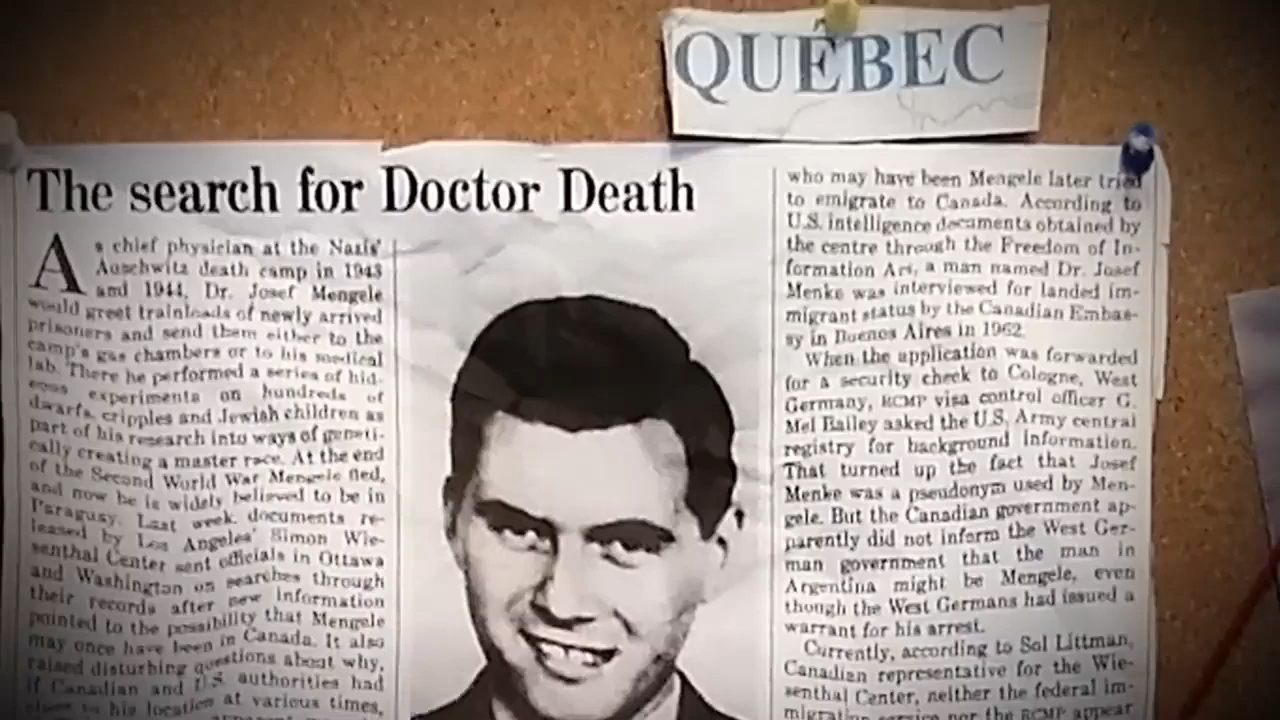 QUÉBEC
The search for Doctor Death
As chief physician at the Nazis'
Auschwitz death camp in 1943
and 1944, Dr. Josef Mengele
would greet trainloads of newly arrived
prisoners and send them either to the
camp's gas chambers or to his medical
lab. There he performed a series of hid-
eous experiments on hundreds of
dwarfs, cripples and Jewish children as
part of his research into ways of geneti-
cally creating a master race. At the end
of the Second World War Mengele fled,
and now he is widely believed to be in
Paraguay. Last week, documents re-
leased by Los Angeles' Simon Wie-
senthal Center sent officials in Ottawa
and Washington on searches through
their records after new information
pointed to the possibility that Mengele
may once have been in Canada. It also
raised disturbing questions about why,
if Canadian and U.S. authorities had
to his location at various times,
who may have been Mengele later tried
to emigrate to Canada. According to
U.S. intelligence documents obtained by
the centre through the Freedom of In-
formation Act, a man named Dr. Josef
Menke was interviewed for landed im-
migrant status by the Canadian Embas-
sy in Buenos Aires in 1962.
When the application was forwarded
for a security check to Cologne, West
Germany, RCMP visa control officer G.
Mel Bailey asked the U.S. Army central
registry for background information.
That turned up the fact that Josef
Menke was a pseudonym used by Men-
gele. But the Canadian government ap-
parently did not inform the West Ger-
man government that the man in
Argentina might be Mengele, even
though the West Germans had issued a
warrant for his arrest.
Currently, according to Sol Littman,
Canadian representative for the Wie-
senthal Center, neither the federal im-
migration service nor the RCMP appear